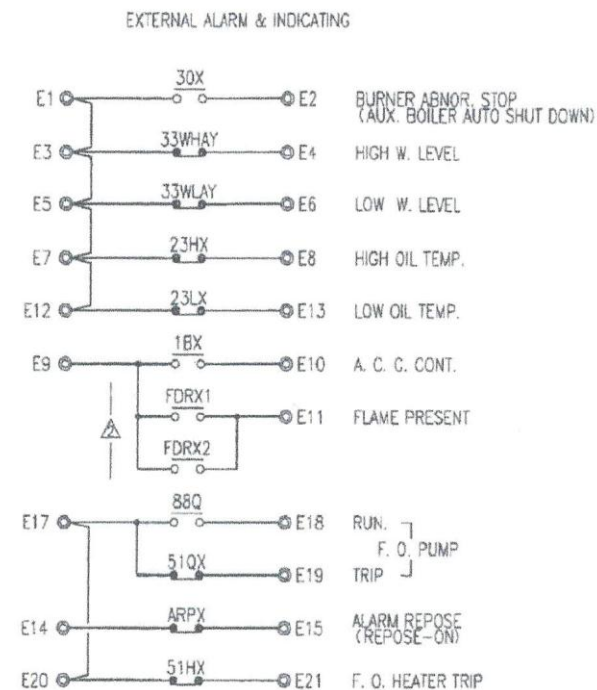 EXTERNAL ALARM & INDICATING
30X
E1 E2 BURNER ABNOR. STOP
(AUX. BOILER AUTO SHUT DOWN)
33WHAY
E3 E4 HIGH W. LEVEL
33WLAY
E5 E6 LOW W. LEVEL
23HX
E7 E8 HIGH OIL TEMP.
23LX
E12 E13 LOW OIL TEMP.
1BX
E9 E10 A. C. C. CONT.
FDRX1
E11 FLAME PRESENT
2
FDRX2
88Q
E17 E18 RUN.
F. O. PUMP
51QX
E19 TRIP
ARPX
E14 E15 ALARM REPOSE
(REPOSE-ON)
51HX
E20 E21 F. O. HEATER TRIP